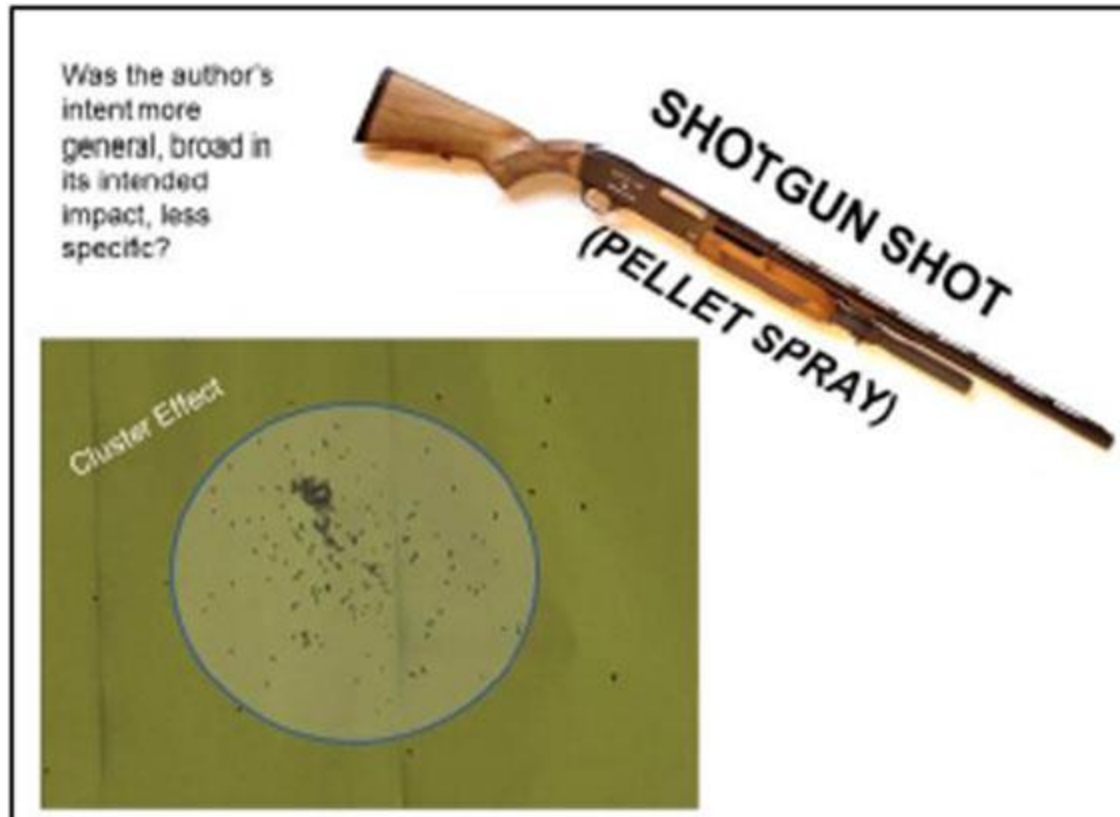 Was the author's
intent more
general, broad in
its intended
impact, less
specific?
SHOTGUN SHOT
(PELLET SPRAY)
Cluster Effect